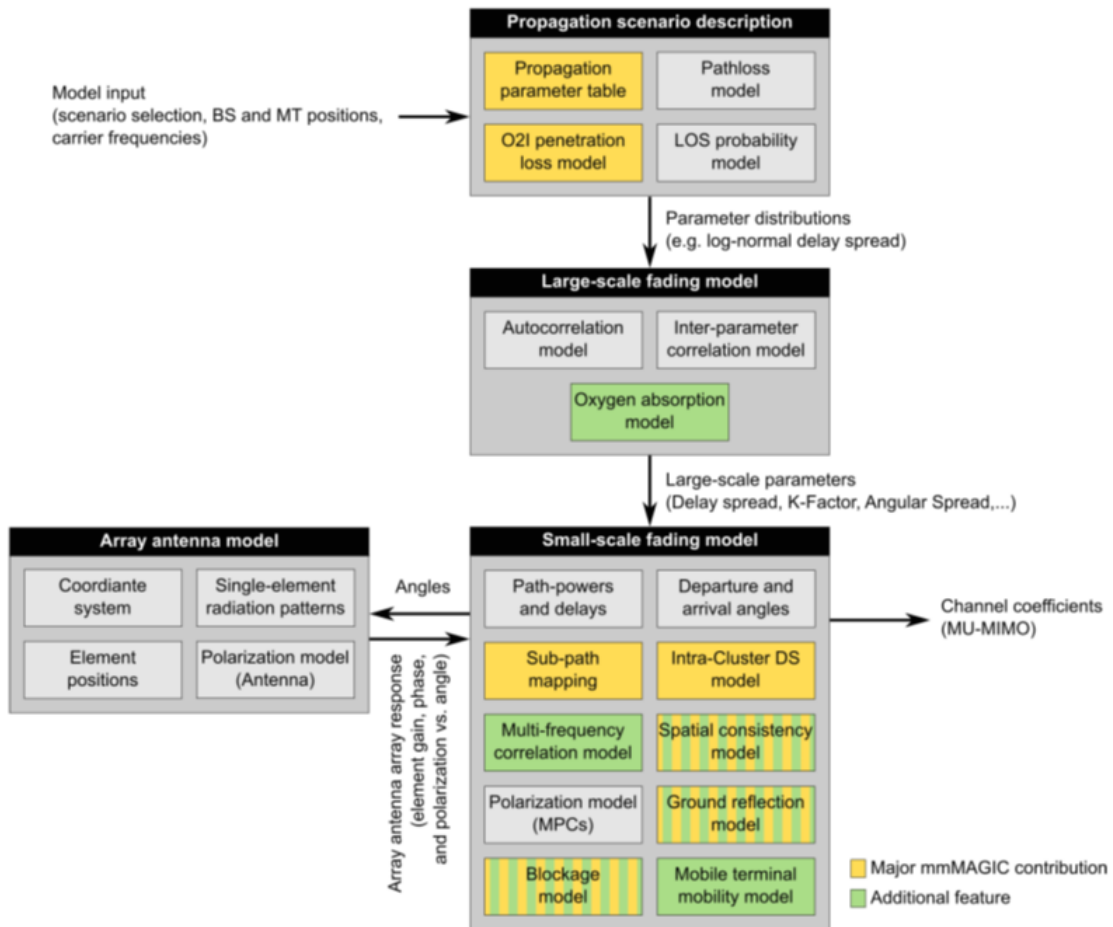 Propagation scenario description
Propagation
parameter table
Pathloss
model
O2I penetration
loss model
LOS probability
model
Model input
(scenario selection, BS and MT positions,
carrier frequencies)
Parameter distributions
(e.g. log-normal delay spread)
Large-scale fading model
Autocorrelation
model
Inter-parameter
correlation model
Oxygen absorption
model
Large-scale parameters
(Delay spread, K-Factor, Angular Spread,...)
Array antenna model
Coordiante
system
Single-element
radiation patterns
Element
positions
Polarization model
(Antenna)
Angles
Array antenna array response
(element gain, phase,
and polarization vs. angle)
Small-scale fading model
Path-powers
and delays
Departure and
arrival angles
Sub-path
mapping
Intra-Cluster DS
model
Multi-frequency
correlation model
Spatial consistency
model
Polarization model
(MPCs)
Ground reflection
model
Blockage
model
Mobile terminal
mobility model
Channel coefficients
(MU-MIMO)
Major mmMAGIC contribution
Additional feature